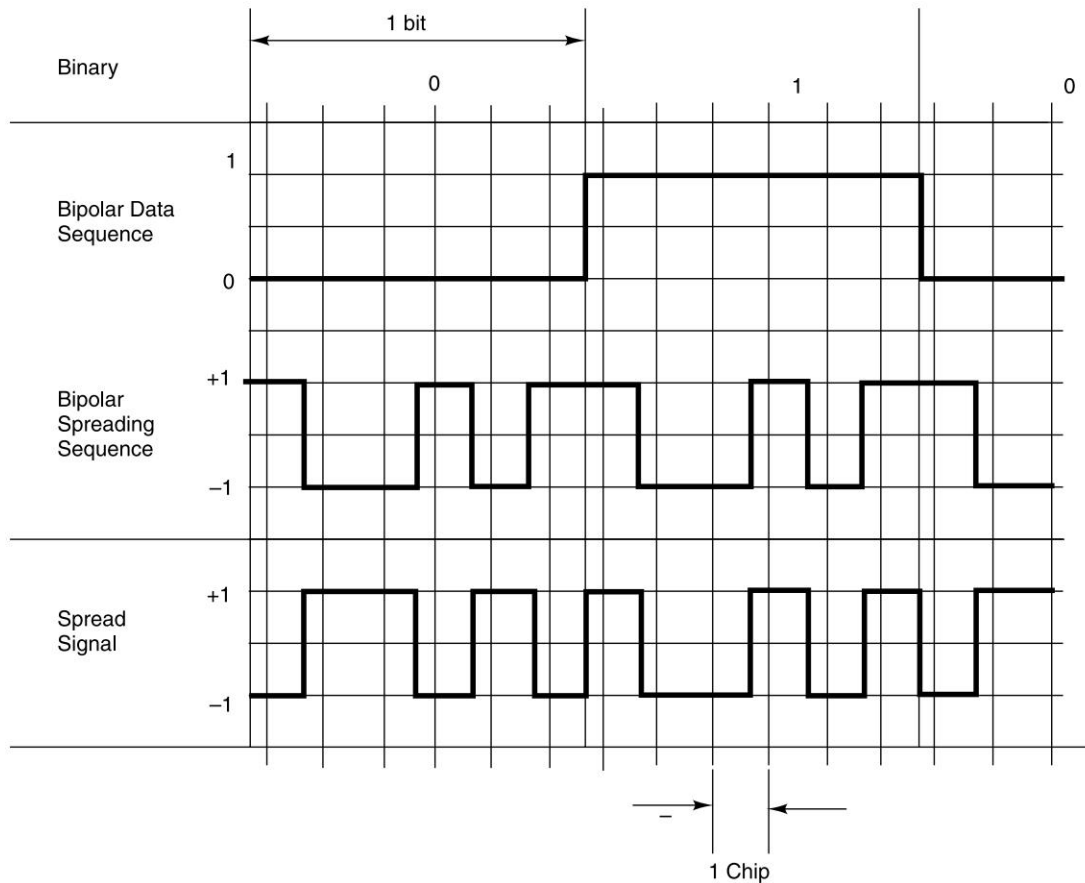 1 bit
Binary
0
1
0
1
Bipolar Data
Sequence
0
+1
Bipolar
Spreading
Sequence
–1
+1
Spread
Signal
–1
–
1 Chip